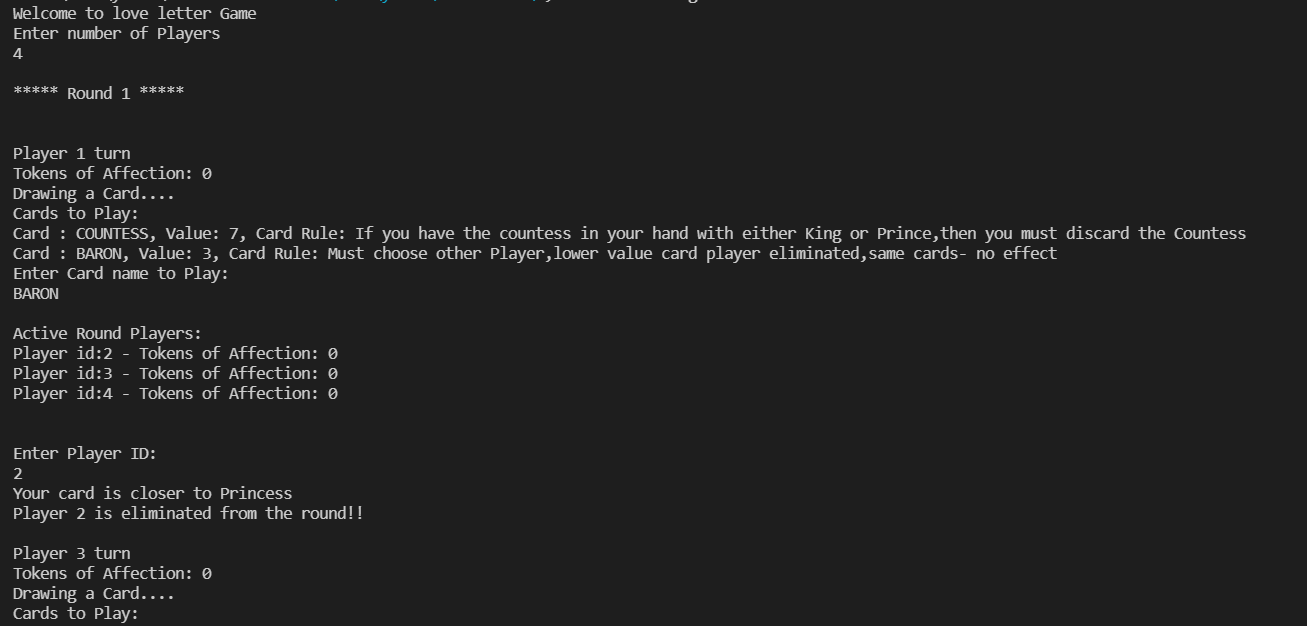 Welcome to love letter Game
Enter number of Players
4
***** Round 1 *****
Player 1 turn
Tokens of Affection: 0
Drawing a Card....
Cards to Play:
Card : COUNTESS, Value: 7, Card Rule: If you have the countess in your hand with either King or Prince,then you must discard the Countess
Card : BARON, Value: 3, Card Rule: Must choose other Player,lower value card player eliminated,same cards- no effect
Enter Card name to Play:
BARON
Active Round Players:
Player id:2 - Tokens of Affection: 0
Player id:3 - Tokens of Affection: 0
Player id:4 - Tokens of Affection: 0
Enter Player ID:
2
Your card is closer to Princess
Player 2 is eliminated from the round!!
Player 3 turn
Tokens of Affection: 0
Drawing a Card....
Cards to Play: